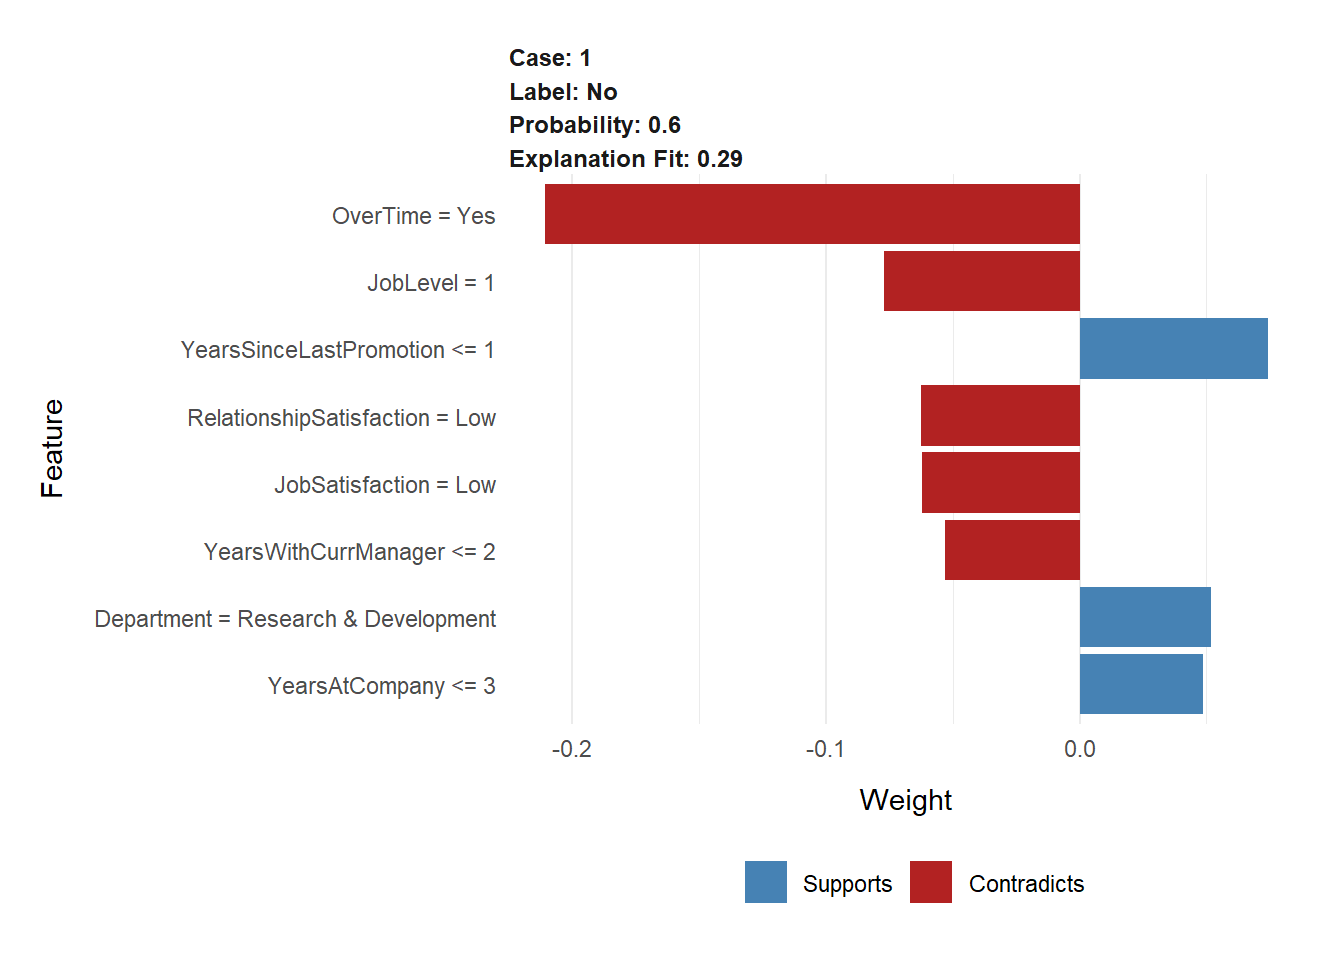 Case: 1
Label: No
Probability: 0.6
Explanation Fit: 0.29
OverTime = Yes
JobLevel = 1
YearsSinceLastPromotion <= 1
RelationshipSatisfaction = Low
JobSatisfaction = Low
YearsWithCurrManager <= 2
Department = Research & Development
YearsAtCompany <= 3
Feature
-0.2 -0.1 0.0
Weight
Supports Contradicts